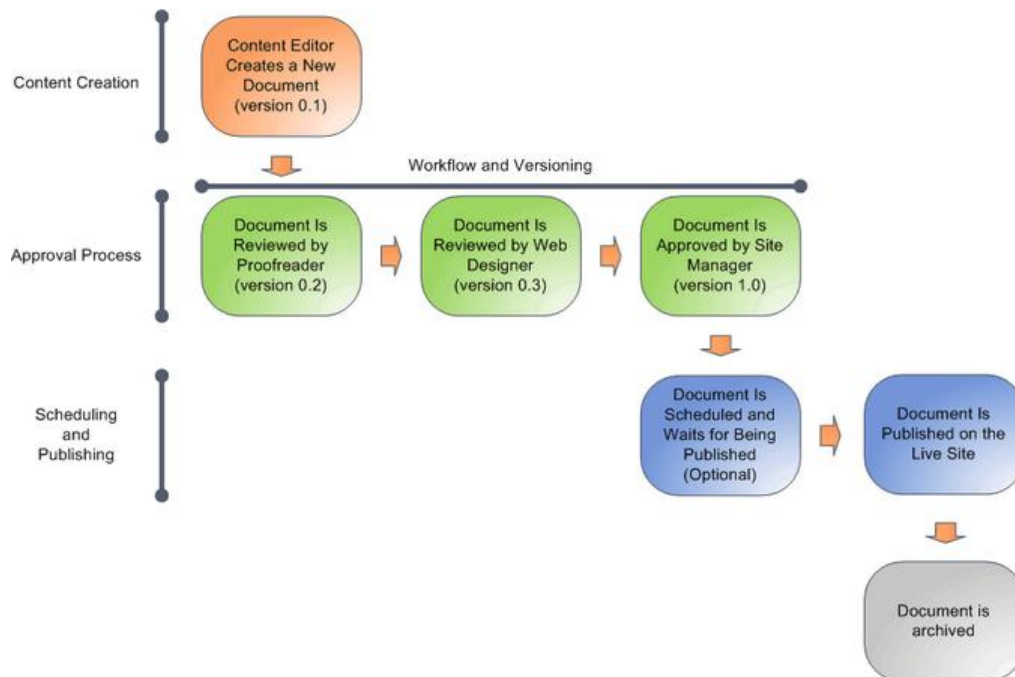 Content Creation
Content Editor
Creates a New
Document
(version 0.1)
Workflow and Versioning
Approval Process
Document Is
Reviewed by
Proofreader
(version 0.2)
Document Is
Reviewed by Web
Designer
(version 0.3)
Document Is
Approved by Site
Manager
(version 1.0)
Scheduling
and
Publishing
Document Is
Scheduled and
Waits for Being
Published
(Optional)
Document Is
Published on the
Live Site
Document is
archived